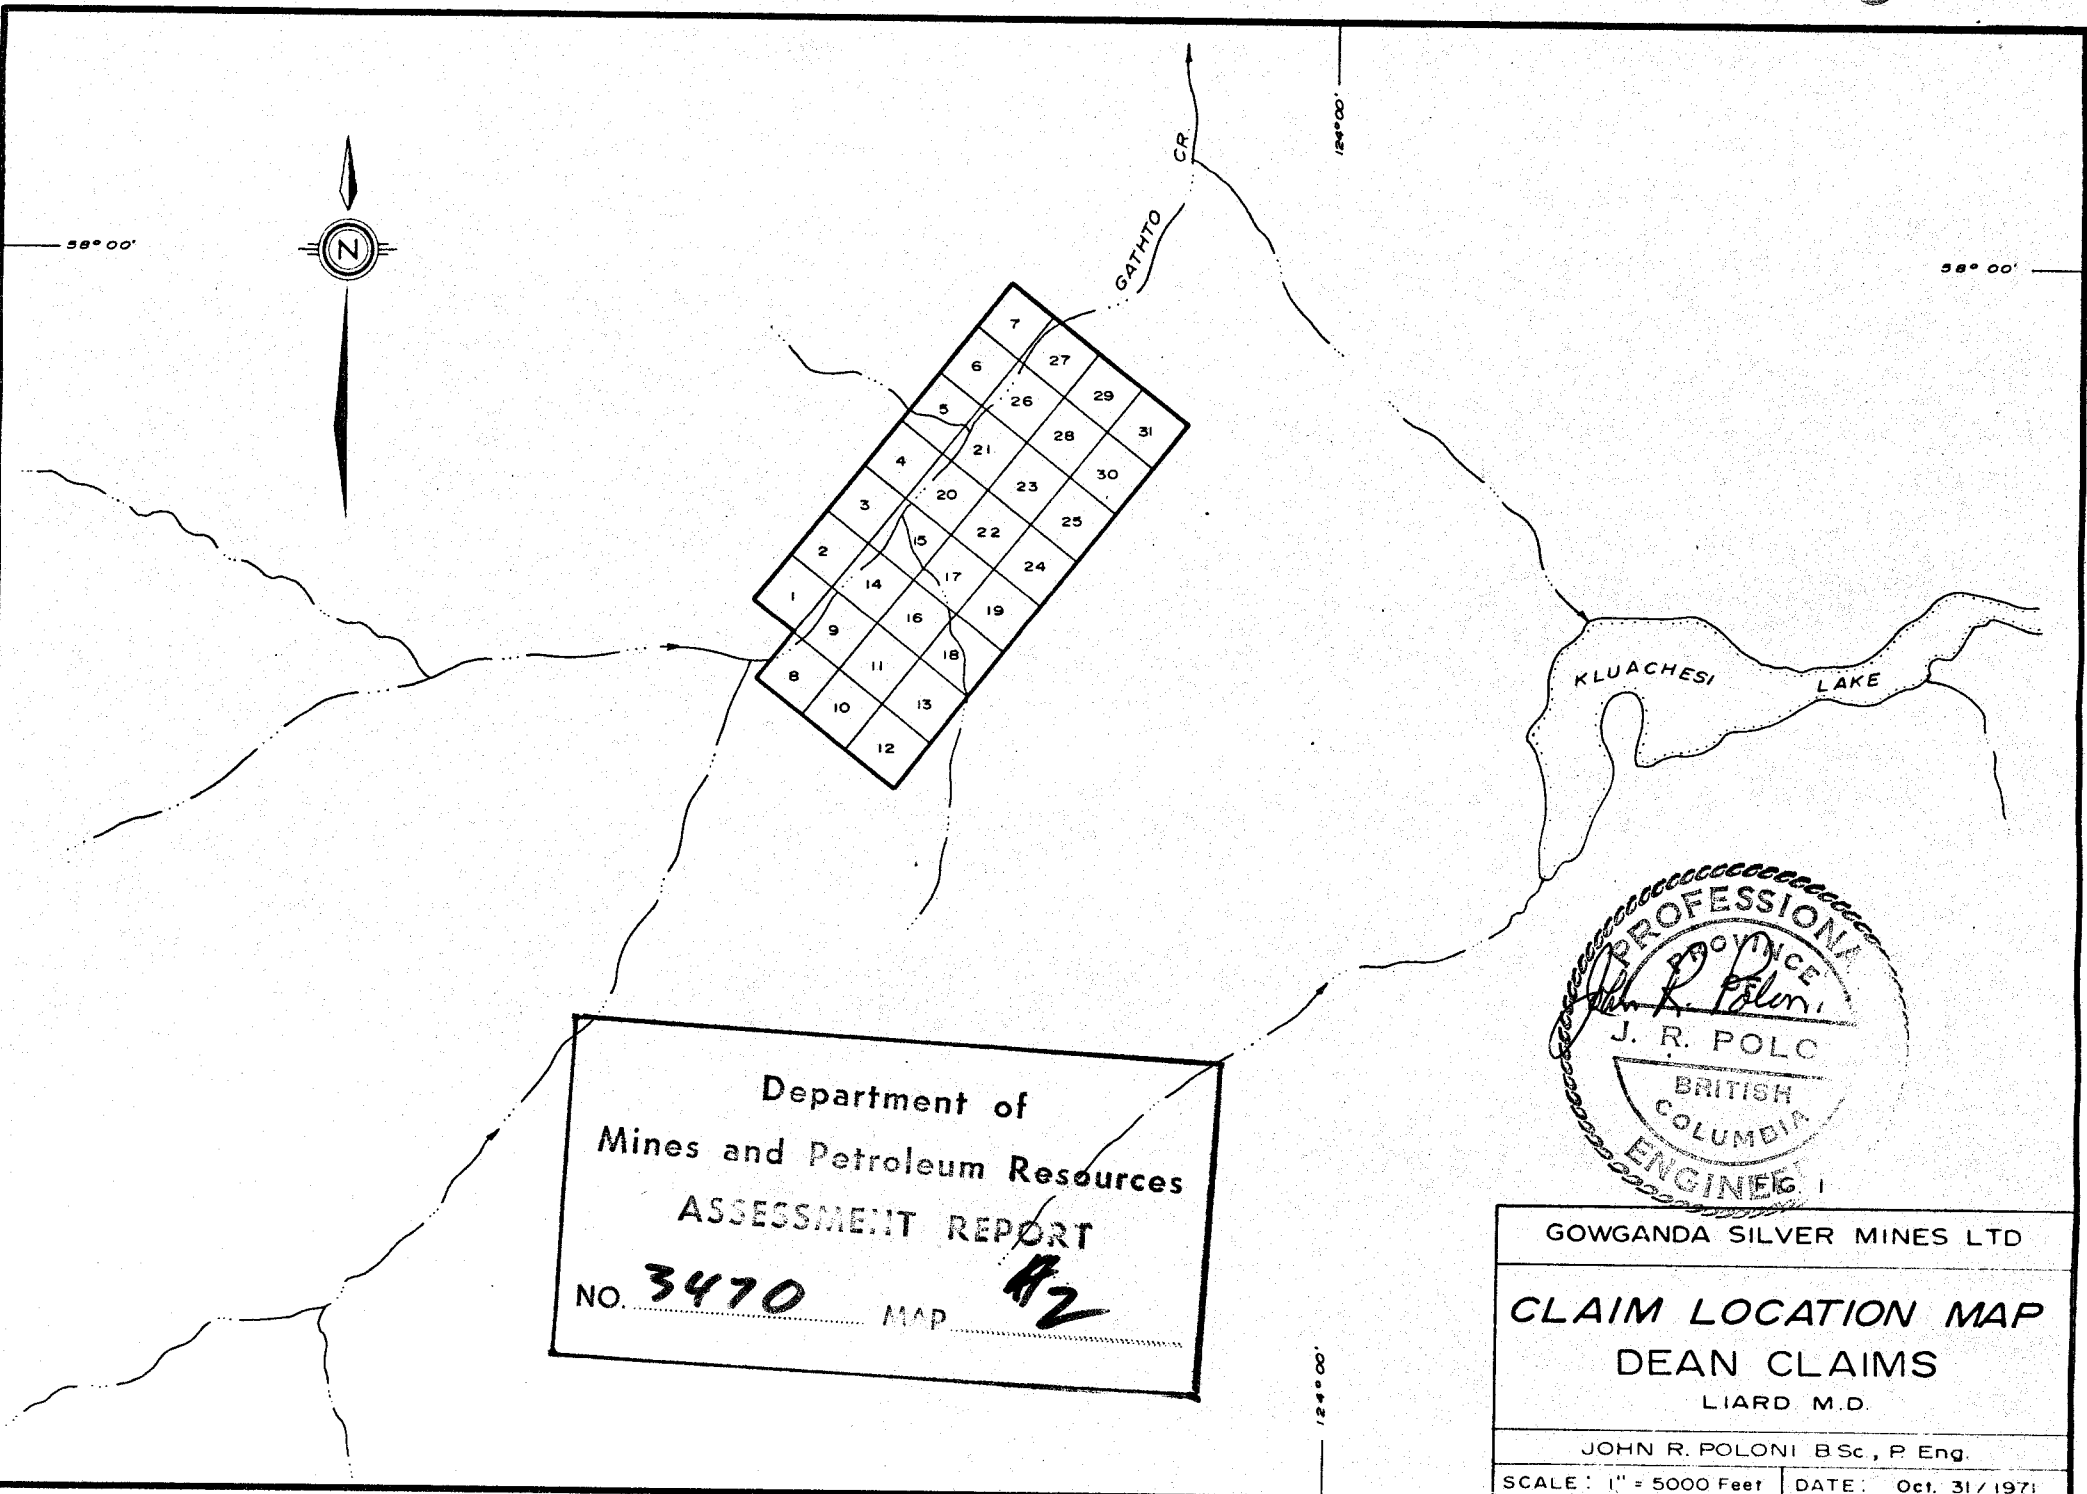 124°00'
CR.
58° 00'
N
GATHTO
58° 00'
7
27
6
29
26
5
31
28
21
4
30
23
20
3
25
22
15
2
24
17
14
1
19
16
9
18
11
8
13
10
12
KLUACHESI LAKE
PROFESSIONA
PROVINCE
OF
John R. Poloni
J. R. POLO
BRITISH
COLUMBIA
ENGINEE
FIG 1
Department of
Mines and Petroleum Resources
ASSESSMENT REPORT
NO. 3470 MAP #2
124°00'
GOWGANDA SILVER MINES LTD
CLAIM LOCATION MAP
DEAN CLAIMS
LIARD M.D.
JOHN R. POLONI B.Sc., P. Eng.
SCALE: 1" = 5000 Feet DATE: Oct. 31/1971